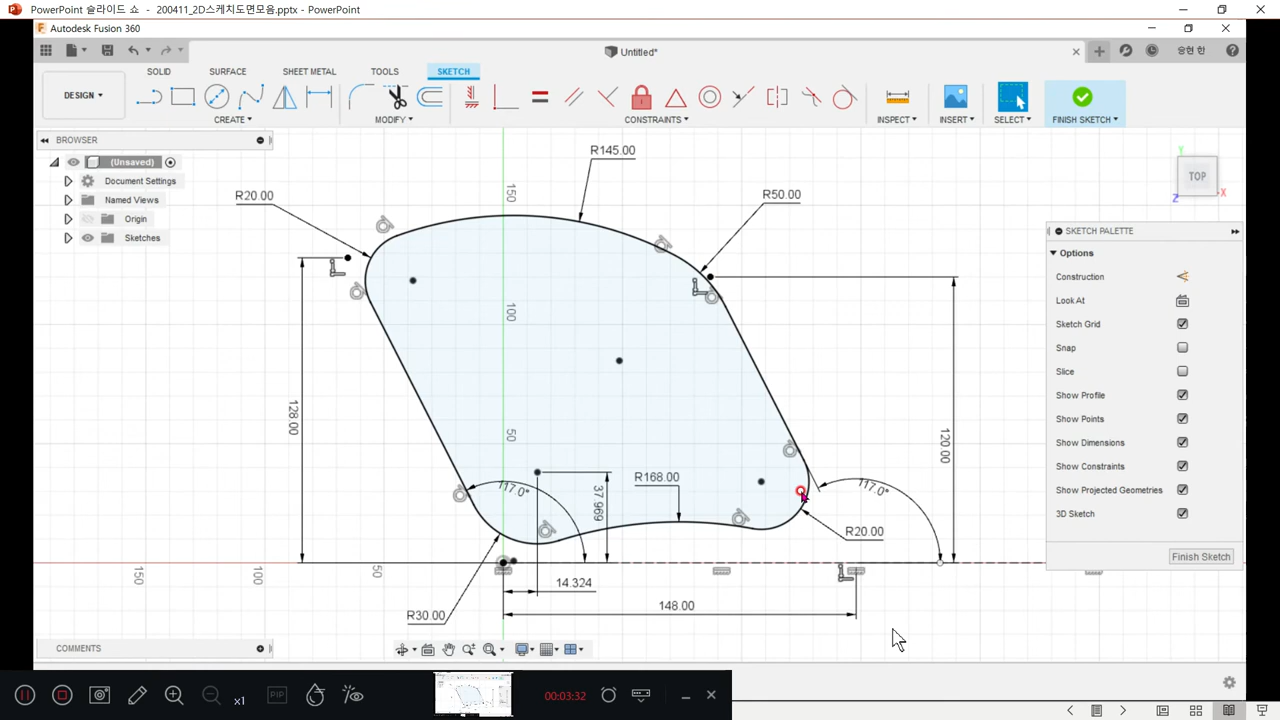 PowerPoint 슬라이드 쇼 - 200411_2D스케치도면모음.pptx - PowerPoint
Autodesk Fusion 360
Untitled*
승현 한
SOLID SURFACE SHEET METAL TOOLS SKETCH
DESIGN
CREATE MODIFY CONSTRAINTS INSPECT INSERT SELECT FINISH SKETCH
BROWSER
(Unsaved)
Document Settings
Named Views
Origin
Sketches
R145.00
R20.00
150
R50.00
TOP
Y
X
Z
SKETCH PALETTE
Options
Construction
Look At
Sketch Grid
Snap
Slice
Show Profile
Show Points
Show Dimensions
Show Constraints
Show Projected Geometries
3D Sketch
Finish Sketch
100
128.00
50
120.00
R168.00
117.0°
37.969
117.0°
R20.00
150
100
50
14.324
148.00
R30.00
COMMENTS
x1
PIP
00:03:32